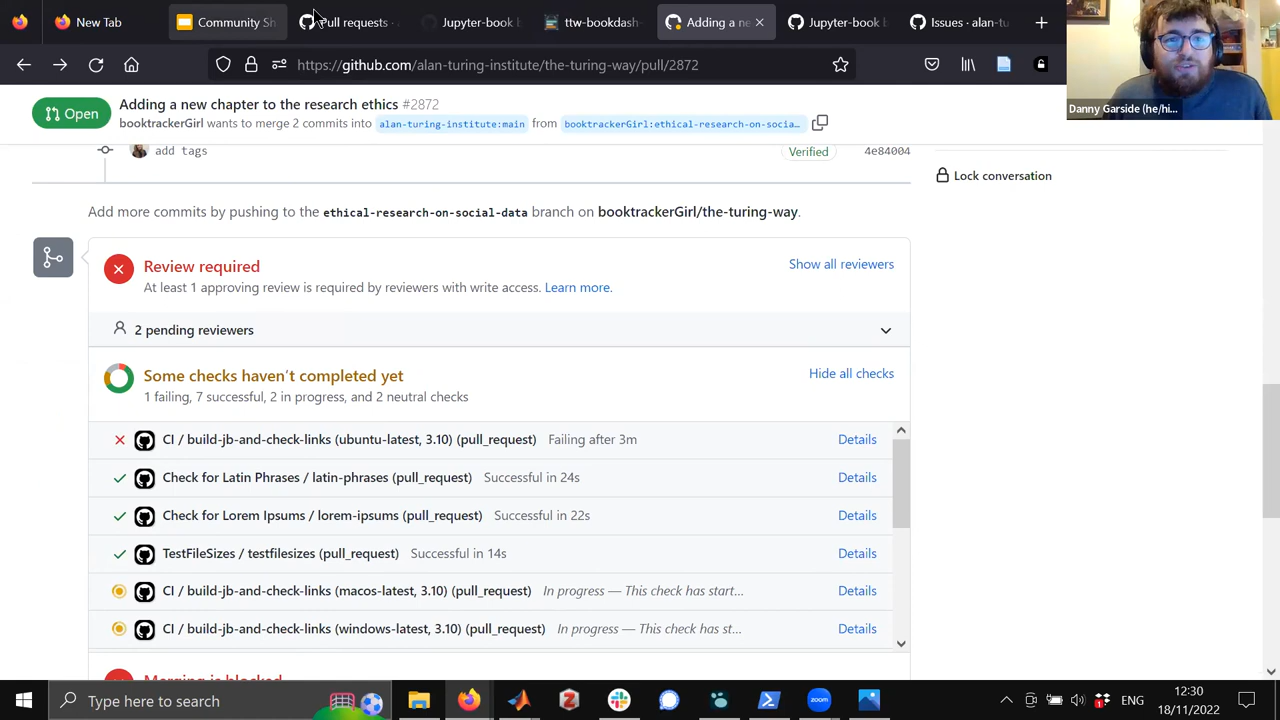 New Tab
Community Sh
Pull requests ·
Jupyter-book b
ttw-bookdash
Adding a ne
Jupyter-book b
Issues · alan-tu
https://github.com/alan-turing-institute/the-turing-way/pull/2872
Danny Garside (he/hi...
Open
Adding a new chapter to the research ethics #2872
booktrackerGirl wants to merge 2 commits into alan-turing-institute:main from booktrackerGirl:ethical-research-on-socia…
add tags
Verified
4e84004
Lock conversation
Add more commits by pushing to the ethical-research-on-social-data branch on booktrackerGirl/the-turing-way.
Review required
Show all reviewers
At least 1 approving review is required by reviewers with write access. Learn more.
2 pending reviewers
Some checks haven't completed yet
Hide all checks
1 failing, 7 successful, 2 in progress, and 2 neutral checks
CI / build-jb-and-check-links (ubuntu-latest, 3.10) (pull_request) Failing after 3m Details
Check for Latin Phrases / latin-phrases (pull_request) Successful in 24s Details
Check for Lorem Ipsums / lorem-ipsums (pull_request) Successful in 22s Details
TestFileSizes / testfilesizes (pull_request) Successful in 14s Details
CI / build-jb-and-check-links (macos-latest, 3.10) (pull_request) In progress — This check has start... Details
CI / build-jb-and-check-links (windows-latest, 3.10) (pull_request) In progress — This check has st... Details
Merging is blocked
Type here to search
1
ENG
12:30
18/11/2022